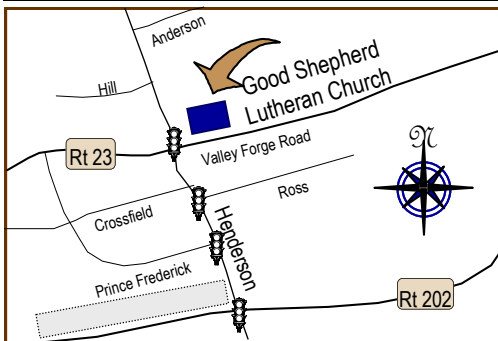 Anderson
Good Shepherd
Lutheran Church
Hill
N
Valley Forge Road
Rt 23
Ross
Crossfield
Henderson
Prince Frederick
Rt 202